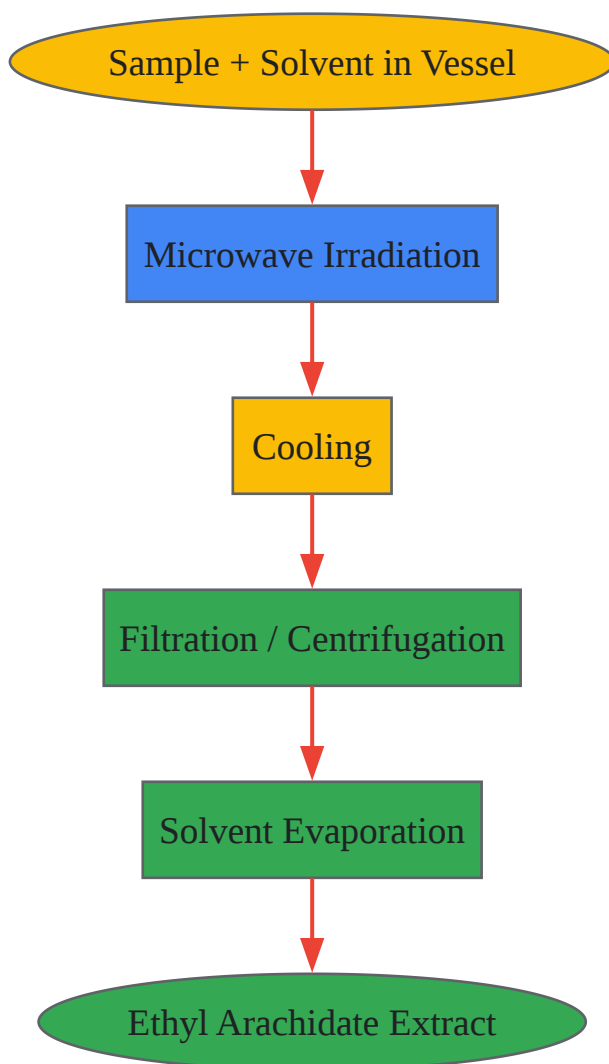 Sample + Solvent in Vessel
Microwave Irradiation
Cooling
Filtration / Centrifugation
Solvent Evaporation
Ethyl Arachidate Extract